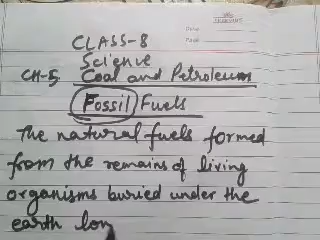 CLASS-8
Science
CH-5 Coal and Petroleum
Fossil Fuels
The natural fuels formed
from the remains of living
organisms buried under the
earth lon